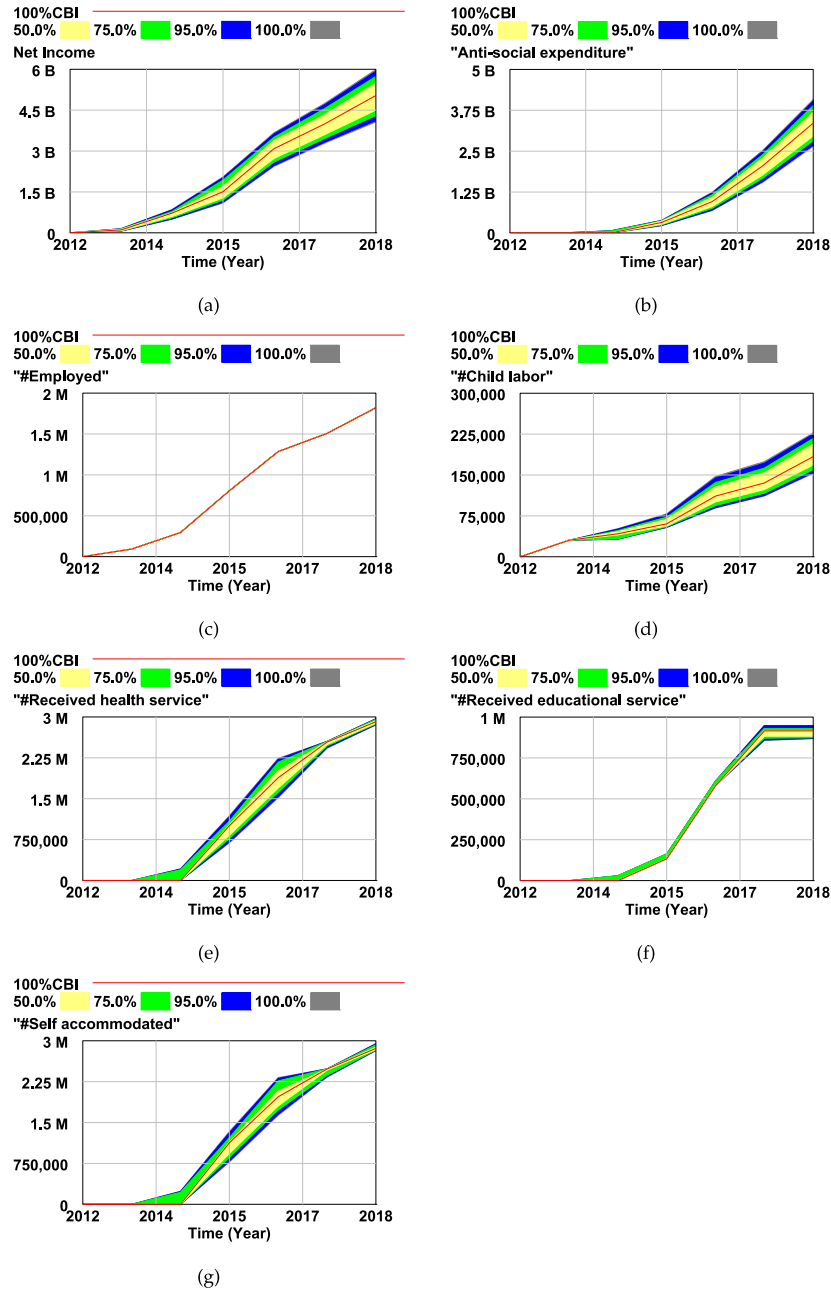 100%CBI
50.0% 75.0% 95.0% 100.0%
Net Income
6 B
4.5 B
3 B
1.5 B
0
2012 2014 2015 2017 2018
Time (Year)
(a)
50.0% 75.0% 95.0% 100.0%
"Anti-social expenditure"
5 B
3.75 B
2.5 B
1.25 B
0
2012 2014 2015 2017 2018
Time (Year)
(b)
100%CBI
50.0% 75.0% 95.0% 100.0%
"#Employed"
2 M
1.5 M
1 M
500,000
0
2012 2014 2015 2017 2018
Time (Year)
(c)
100%CBI
50.0% 75.0% 95.0% 100.0%
"#Child labor"
300,000
225,000
150,000
75,000
0
2012 2014 2015 2017 2018
Time (Year)
(d)
100%CBI
50.0% 75.0% 95.0% 100.0%
"#Received health service"
3 M
2.25 M
1.5 M
750,000
0
2012 2014 2015 2017 2018
Time (Year)
(e)
100%CBI
50.0% 75.0% 95.0% 100.0%
"#Received educational service"
1 M
750,000
500,000
250,000
0
2012 2014 2015 2017 2018
Time (Year)
(f)
100%CBI
50.0% 75.0% 95.0% 100.0%
"#Self accommodated"
3 M
2.25 M
1.5 M
750,000
0
2012 2014 2015 2017 2018
Time (Year)
(g)